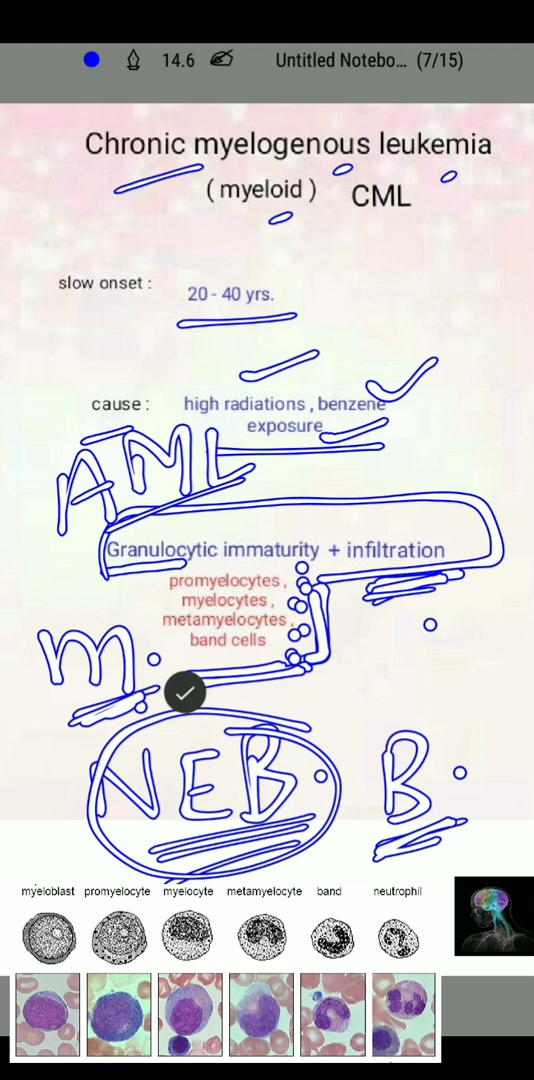 14.6 Untitled Notebo... (7/15)
Chronic myelogenous leukemia
(myeloid) CML
slow onset : 20 - 40 yrs.
cause : high radiations , benzene
exposure
AML
Granulocytic immaturity + infiltration
promyelocytes ,
myelocytes ,
metamyelocytes ,
band cells
m.
NEB. B.
myeloblast promyelocyte myelocyte metamyelocyte band neutrophil